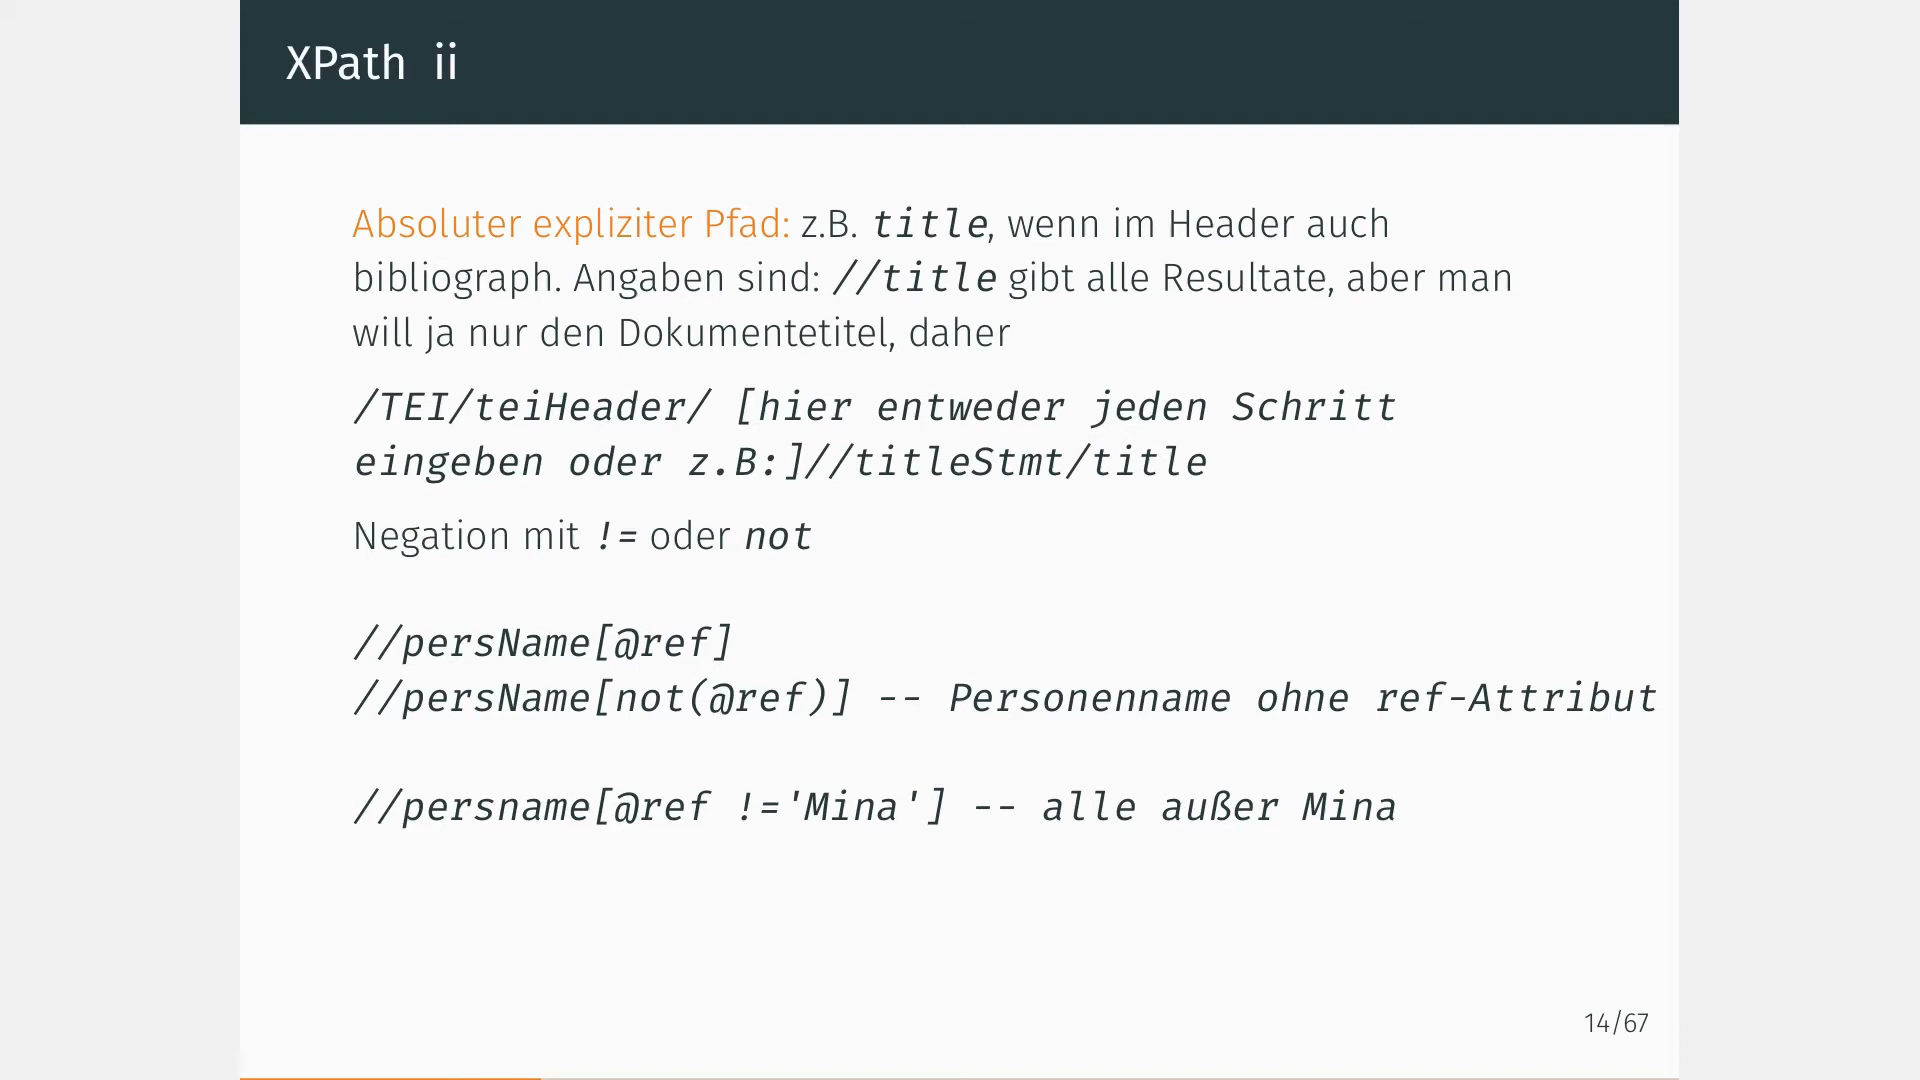 XPath ii
Absoluter expliziter Pfad: z.B. title, wenn im Header auch
bibliograph. Angaben sind: //title gibt alle Resultate, aber man
will ja nur den Dokumentetitel, daher
/TEI/teiHeader/ [hier entweder jeden Schritt
eingeben oder z.B:]//titleStmt/title
Negation mit != oder not
//persName[@ref]
//persName[not(@ref)] -- Personenname ohne ref-Attribut
//persname[@ref !='Mina'] -- alle außer Mina
14/67